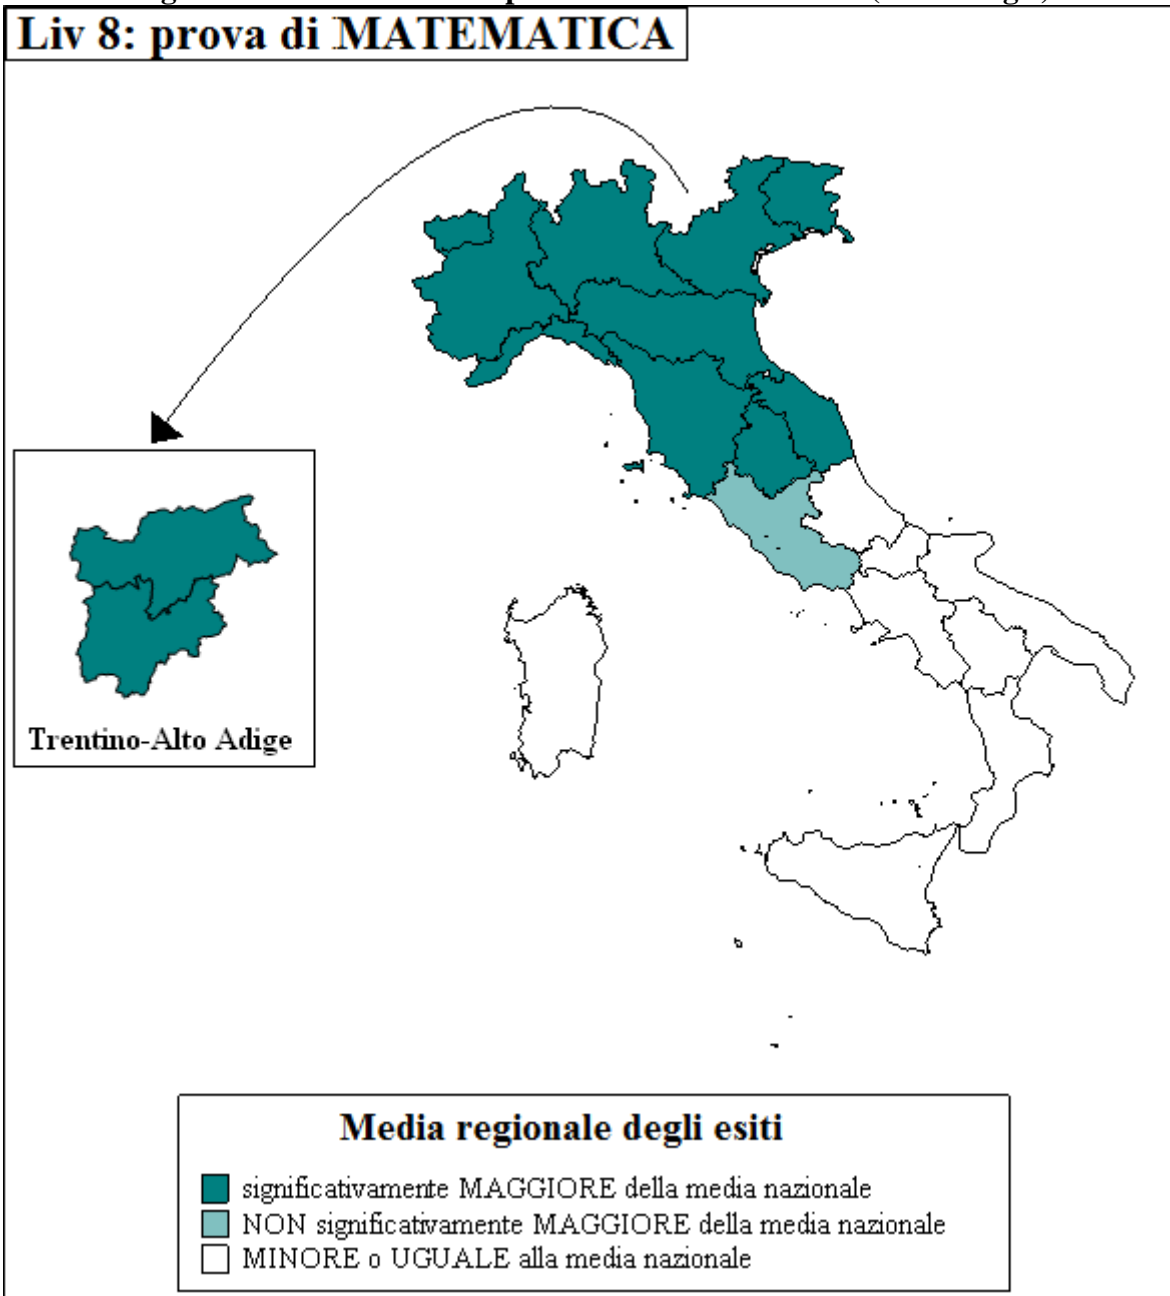 Liv 8: prova di MATEMATICA
Trentino-Alto Adige
Media regionale degli esiti
significativamente MAGGIORE della media nazionale
NON significativamente MAGGIORE della media nazionale
MINORE o UGUALE alla media nazionale